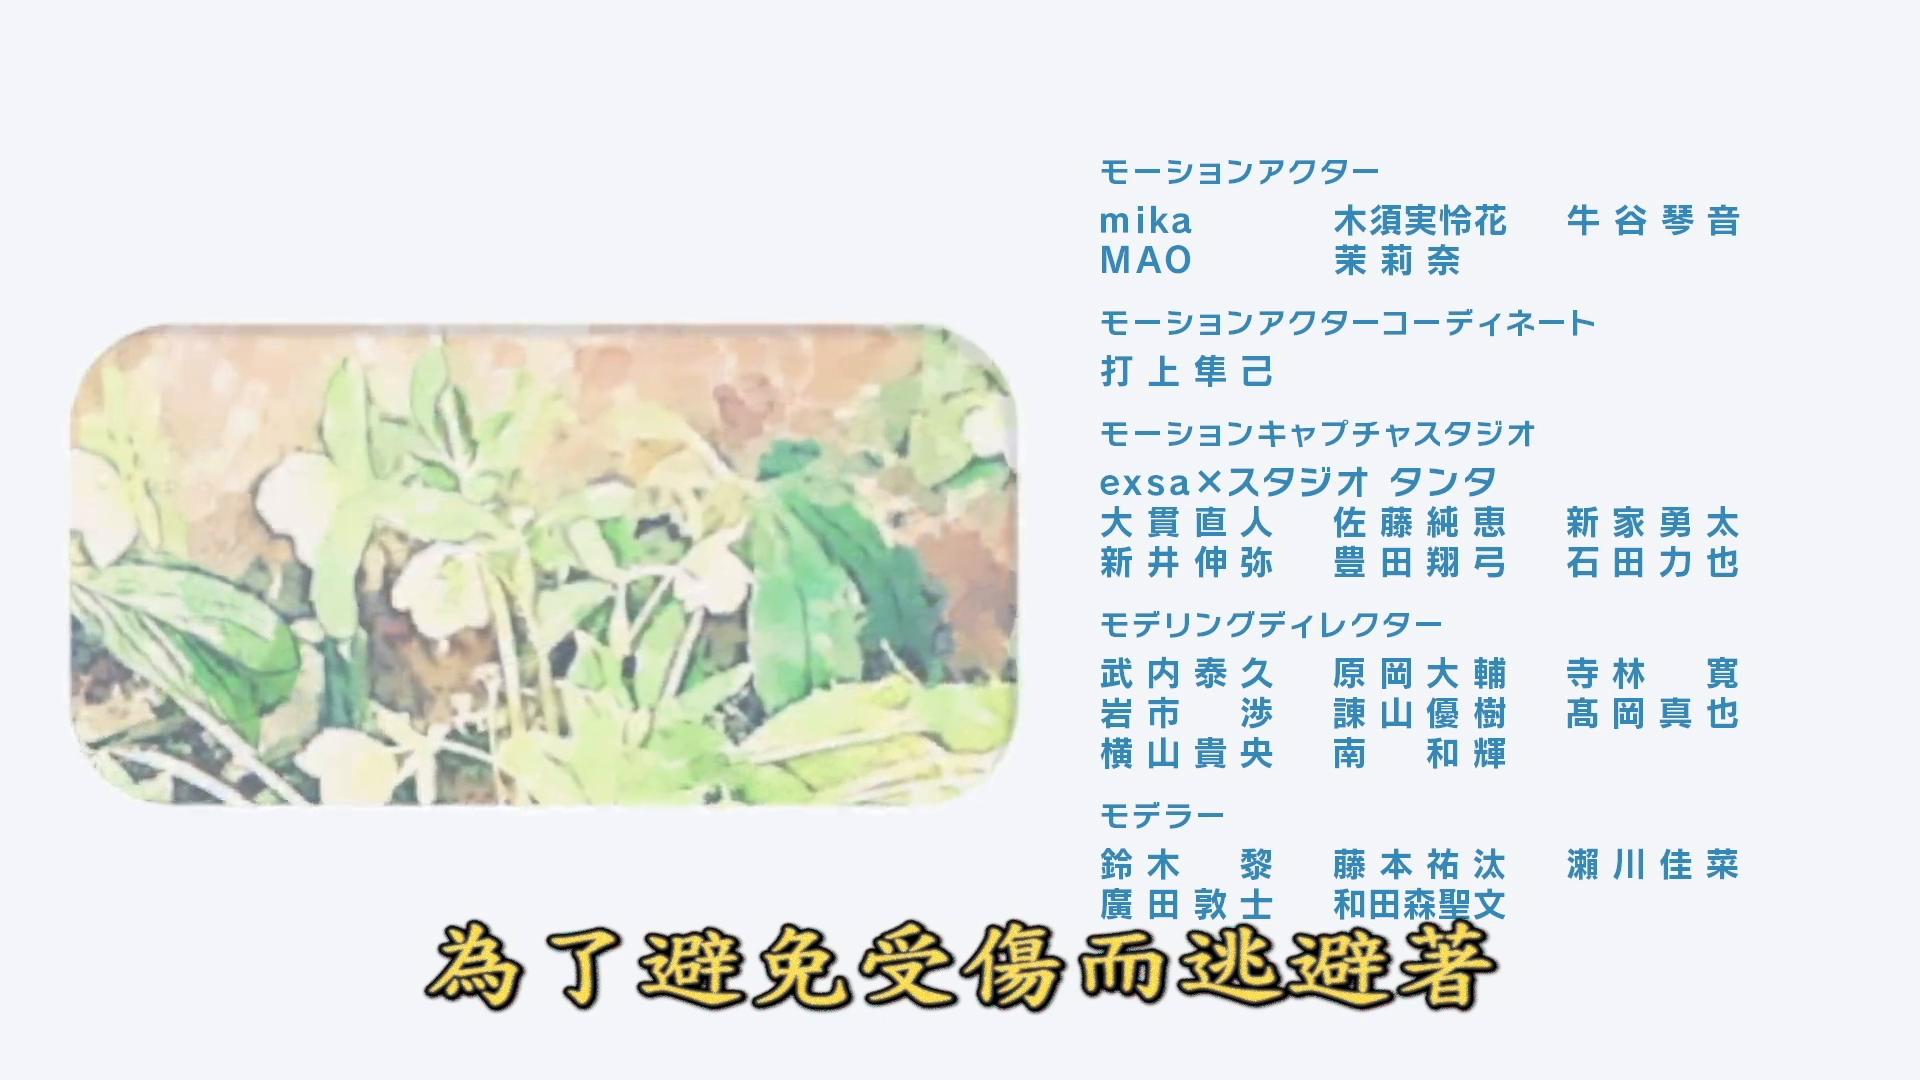 モーションアクター
mika 木須実怜花 牛谷琴音
MAO 茉莉奈
モーションアクターコーディネート
打上隼己
モーションキャプチャスタジオ
exsa×スタジオ タンタ
大貫直人 佐藤純恵 新家勇太
新井伸弥 豊田翔弓 石田力也
モデリングディレクター
武内泰久 原岡大輔 寺林寛
岩市渉 諌山優樹 髙岡真也
横山貴央 南和輝
モデラー
鈴木黎 藤本祐汰 瀨川佳菜
廣田敦士 和田森聖文
為了避免受傷而逃避著